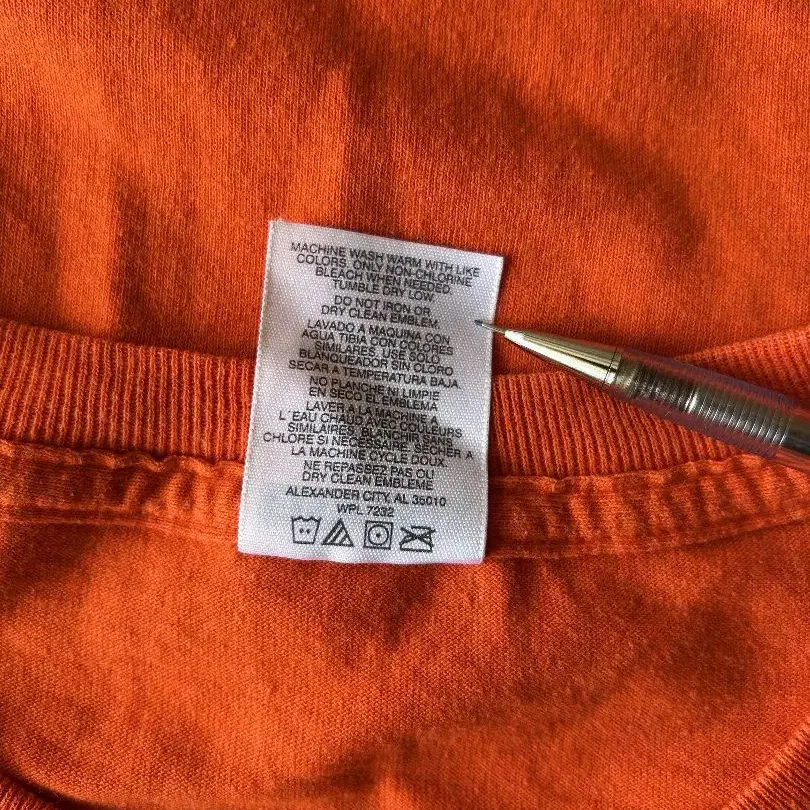 MACHINE WASH WARM WITH LIKE
COLORS. ONLY NON-CHLORINE
BLEACH WHEN NEEDED.
TUMBLE DRY LOW.
DO NOT IRON OR
DRY CLEAN EMBLEM.
LAVADO A MAQUINA CON
AGUA TIBIA CON COLORES
SIMILARES. USE SOLO
BLANQUEADOR SIN CLORO
SECAR A TEMPERATURA BAJA.
NO PLANCHE NI LIMPIE
EN SECO EL EMBLEMA
LAVER A LA MACHINE A
L'EAU CHAUD AVEC COULEURS
SIMILAIRES. BLANCHIR SANS
CHLORE SI NECESSAIRE. SECHER A
LA MACHINE CYCLE DOUX.
NE REPASSEZ PAS OU
DRY CLEAN EMBLEME
ALEXANDER CITY, AL 35010
WPL 7232